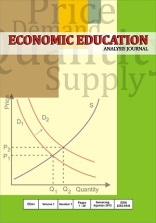 Price
Demand
Quantity
Supply
ECONOMIC EDUCATION
ANALYSIS JOURNAL
Price
S
D₁
D₂
P₂
P₁
Q₁ Q₂ Quantity